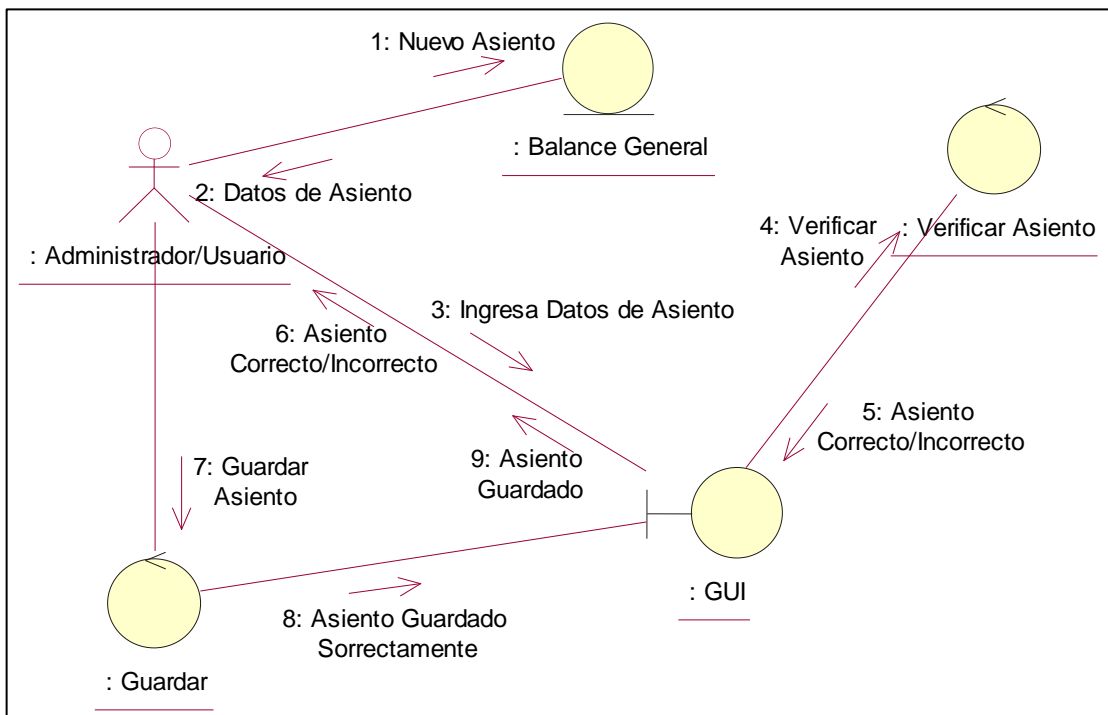 1: Nuevo Asiento
: Balance General
2: Datos de Asiento
: Administrador/Usuario
4: Verificar
Asiento
: Verificar Asiento
3: Ingresa Datos de Asiento
6: Asiento
Correcto/Incorrecto
5: Asiento
Correcto/Incorrecto
9: Asiento
Guardado
7: Guardar
Asiento
: GUI
8: Asiento Guardado
Sorrectamente
: Guardar